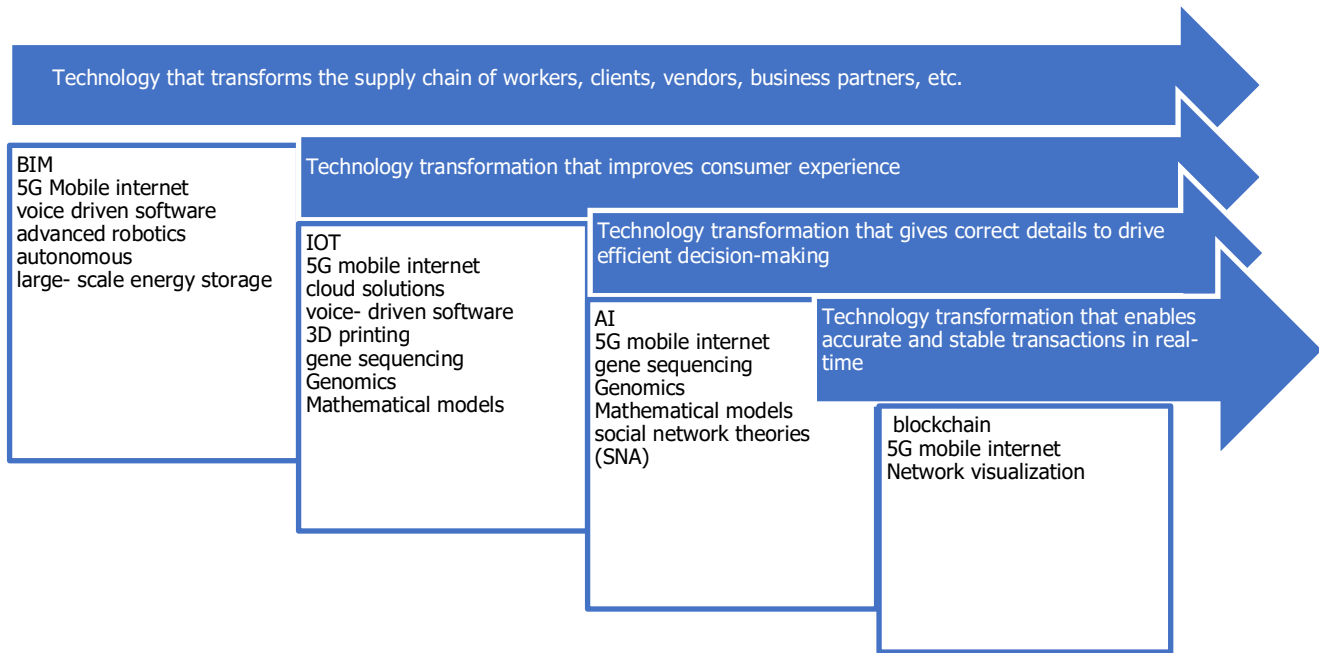 Technology that transforms the supply chain of workers, clients, vendors, business partners, etc.
BIM
5G Mobile internet
voice driven software
advanced robotics
autonomous
large- scale energy storage
Technology transformation that improves consumer experience
IOT
5G mobile internet
cloud solutions
voice- driven software
3D printing
gene sequencing
Genomics
Mathematical models
Technology transformation that gives correct details to drive
efficient decision-making
AI
5G mobile internet
gene sequencing
Genomics
Mathematical models
social network theories
(SNA)
Technology transformation that enables
accurate and stable transactions in real-
time
blockchain
5G mobile internet
Network visualization